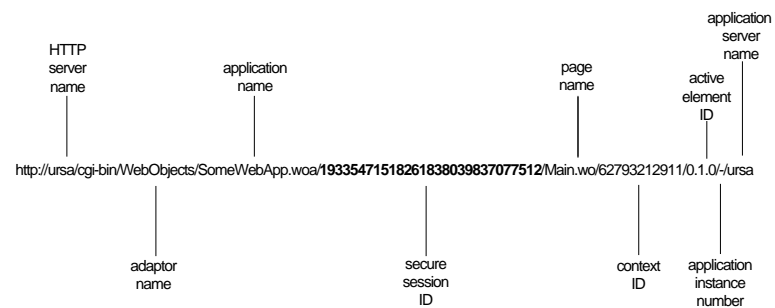 HTTP
server
name
application
name
page
name
active
element
ID
application
server
name
http://ursa/cgi-bin/WebObjects/SomeWebApp.woa/19335471518261838039837077512/Main.wo/62793212911/0.1.0/-/ursa
adaptor
name
secure
session
ID
context
ID
application
instance
number